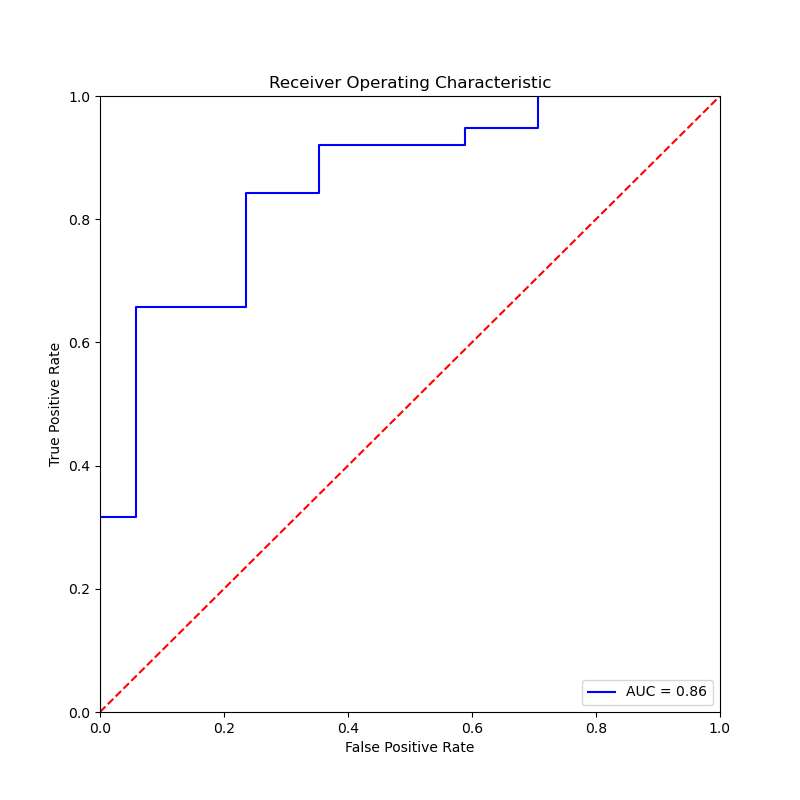 Receiver Operating Characteristic
1.0
0.8
0.6
0.4
0.2
0.0
True Positive Rate
0.0 0.2 0.4 0.6 0.8 1.0
False Positive Rate
AUC = 0.86